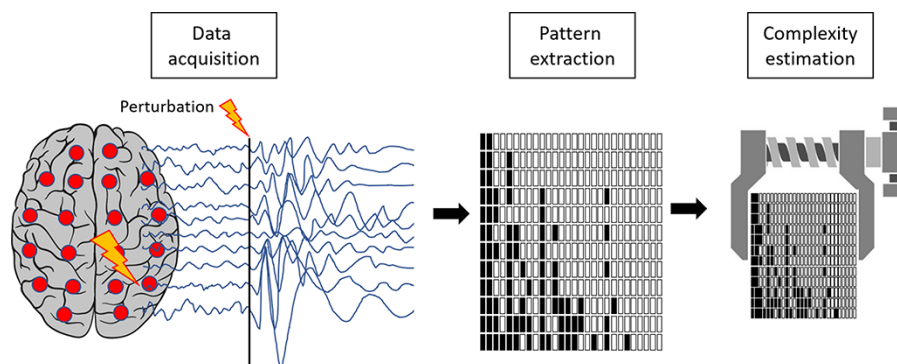 Data
acquisition
Pattern
extraction
Complexity
estimation
Perturbation